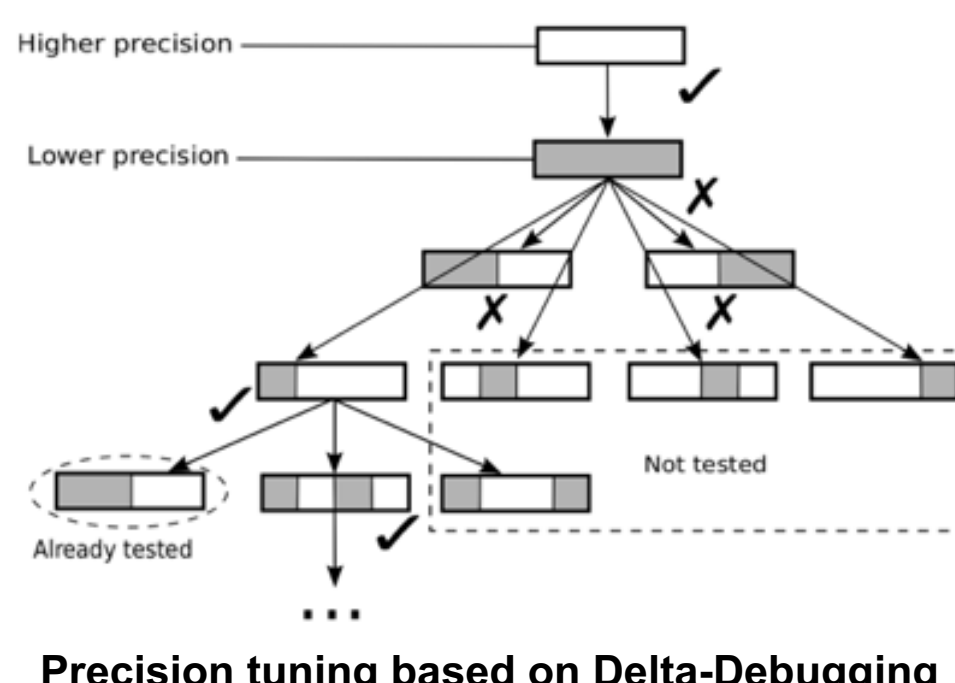 Higher precision
Lower precision
Not tested
Already tested
...
Precision tuning based on Delta-Debugging